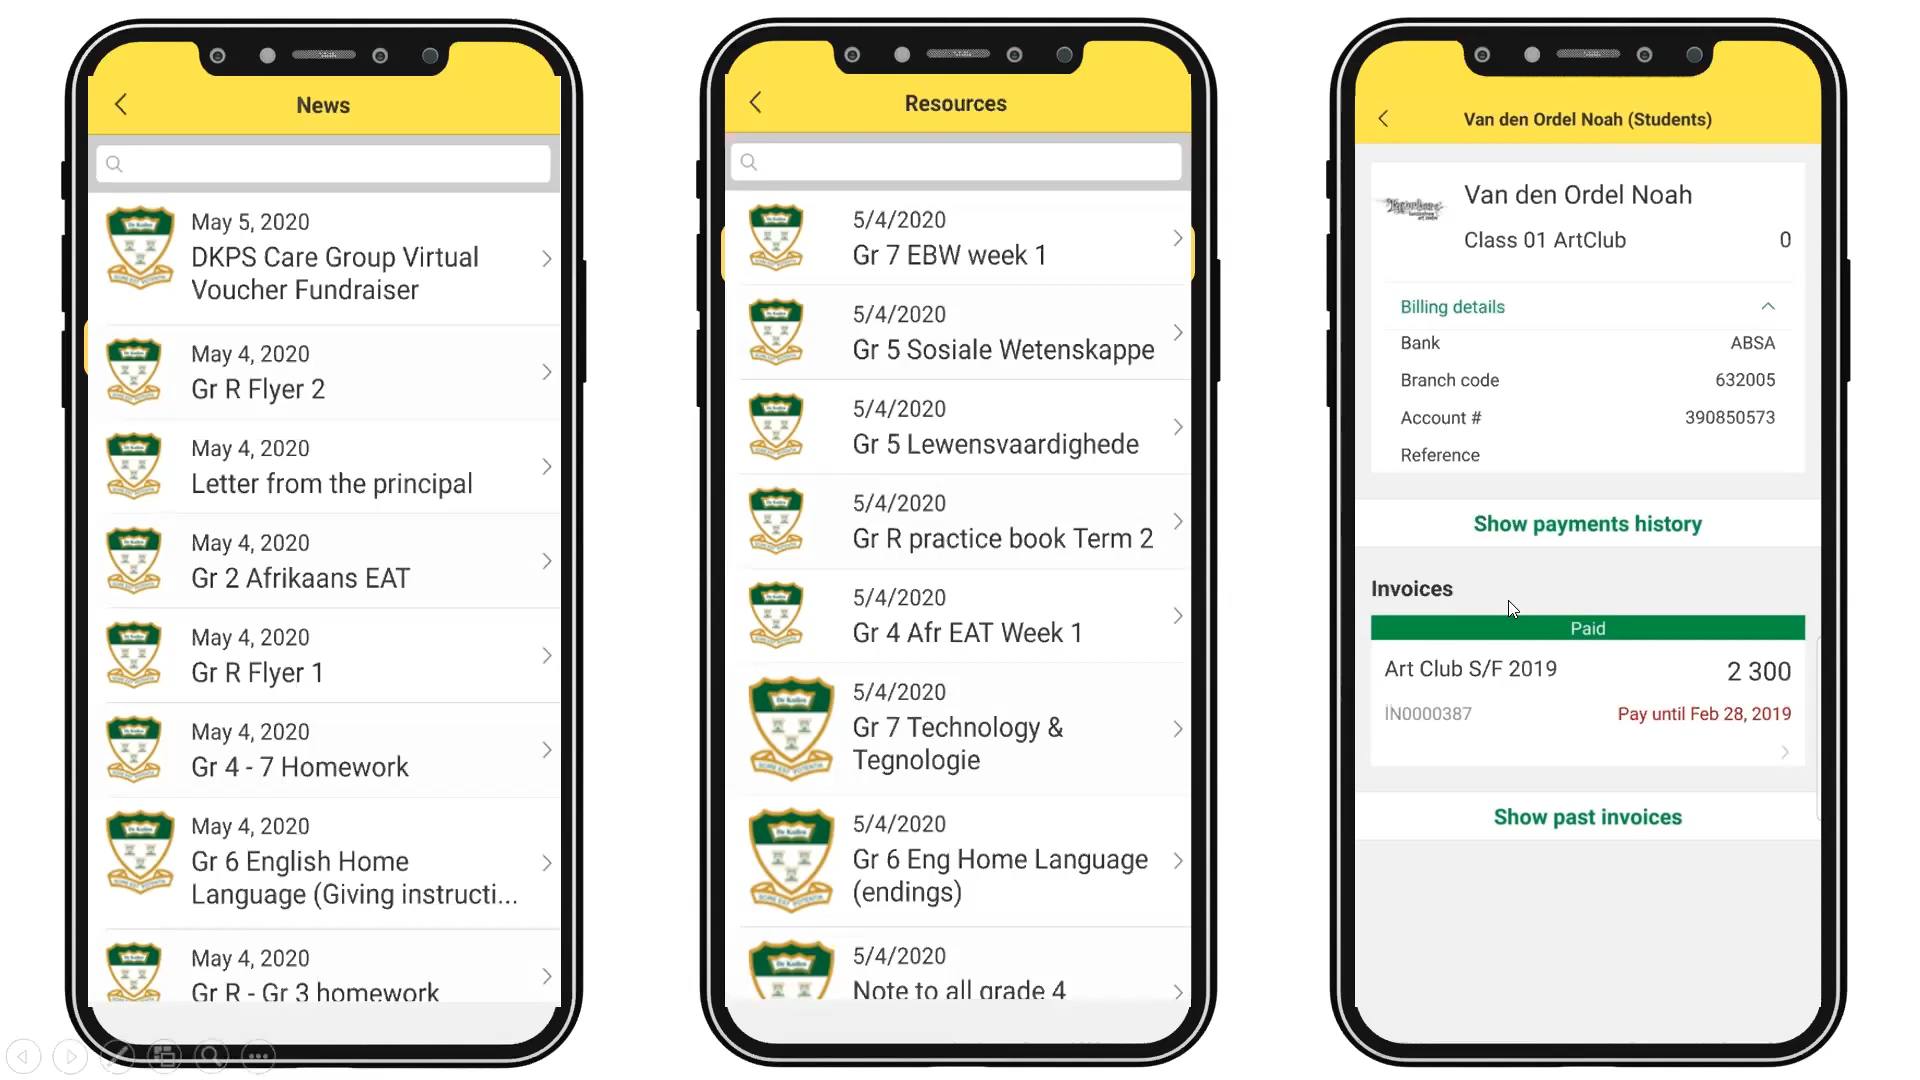 News
May 5, 2020
DKPS Care Group Virtual
Voucher Fundraiser
May 4, 2020
Gr R Flyer 2
May 4, 2020
Letter from the principal
May 4, 2020
Gr 2 Afrikaans EAT
May 4, 2020
Gr R Flyer 1
May 4, 2020
Gr 4 - 7 Homework
May 4, 2020
Gr 6 English Home
Language (Giving instructi...
May 4, 2020
Gr R - Gr 3 homework
Resources
5/4/2020
Gr 7 EBW week 1
5/4/2020
Gr 5 Sosiale Wetenskappe
5/4/2020
Gr 5 Lewensvaardighede
5/4/2020
Gr R practice book Term 2
5/4/2020
Gr 4 Afr EAT Week 1
5/4/2020
Gr 7 Technology &
Tegnologie
5/4/2020
Gr 6 Eng Home Language
(endings)
5/4/2020
Note to all grade 4
Van den Ordel Noah (Students)
Van den Ordel Noah
Class 01 ArtClub 0
Billing details
Bank ABSA
Branch code 632005
Account # 390850573
Reference
Show payments history
Invoices
Paid
Art Club S/F 2019 2 300
IN0000387 Pay until Feb 28, 2019
Show past invoices